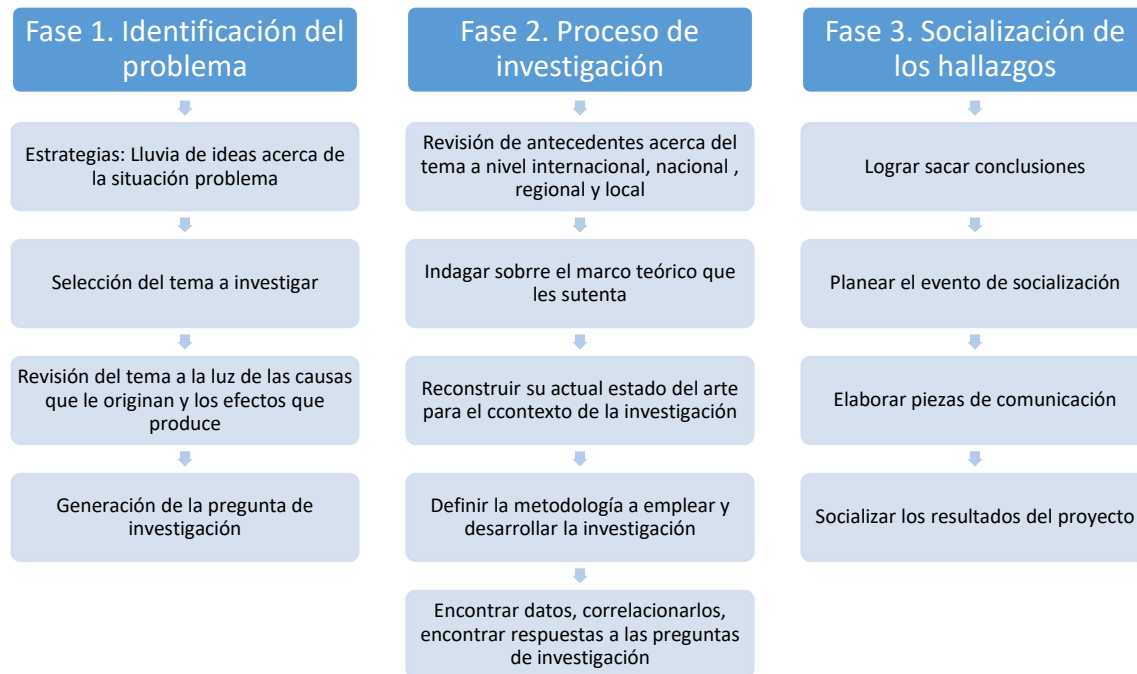 Fase 1. Identificación del
problema
Estrategias: Lluvia de ideas acerca de
la situación problema
Selección del tema a investigar
Revisión del tema a la luz de las causas
que le originan y los efectos que
produce
Generación de la pregunta de
investigación
Fase 2. Proceso de
investigación
Revisión de antecedentes acerca del
tema a nivel internacional, nacional ,
regional y local
Indagar sobrre el marco teórico que
les sutenta
Reconstruir su actual estado del arte
para el ccontexto de la investigación
Definir la metodología a emplear y
desarrollar la investigación
Encontrar datos, correlacionarlos,
encontrar respuestas a las preguntas
de investigación
Fase 3. Socialización de
los hallazgos
Lograr sacar conclusiones
Planear el evento de socialización
Elaborar piezas de comunicación
Socializar los resultados del proyecto